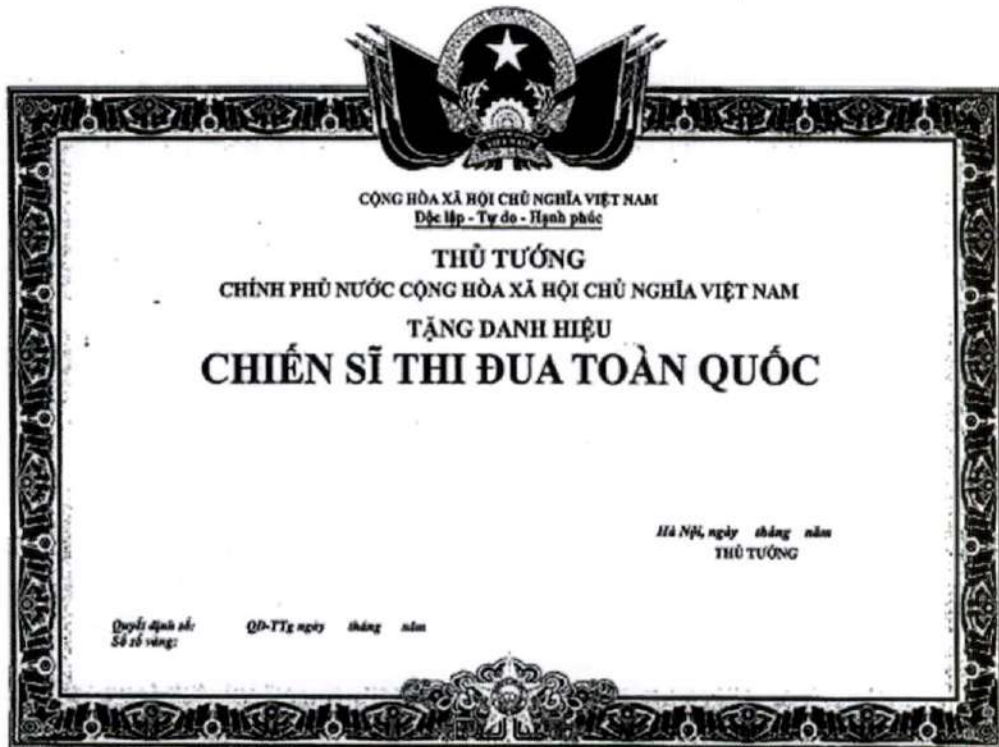 VIỆT NAM
CỘNG HÒA XÃ HỘI CHỦ NGHĨA VIỆT NAM
Độc lập - Tự do - Hạnh phúc
THỦ TƯỚNG
CHÍNH PHỦ NƯỚC CỘNG HÒA XÃ HỘI CHỦ NGHĨA VIỆT NAM
TẶNG DANH HIỆU
CHIẾN SĨ THI ĐUA TOÀN QUỐC
Hà Nội, ngày tháng năm
THỦ TƯỚNG
Quyết định số: QĐ-TTg ngày tháng năm
Số sổ vàng: